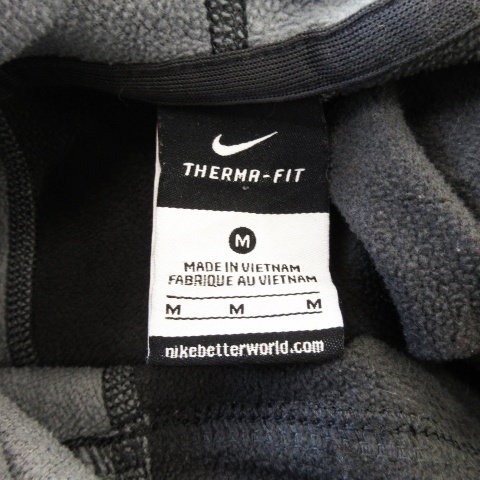 THERMA-FIT
M
MADE IN VIETNAM
FABRIQUE AU VIETNAM
M M M
nikebetterworld.com